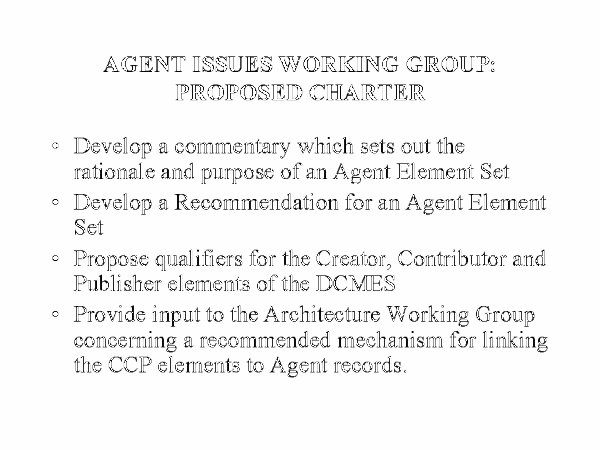 AGENT ISSUES WORKING GROUP:
PROPOSED CHARTER
◦ Develop a commentary which sets out the
rationale and purpose of an Agent Element Set
◦ Develop a Recommendation for an Agent Element
Set
◦ Propose qualifiers for the Creator, Contributor and
Publisher elements of the DCMES
◦ Provide input to the Architecture Working Group
concerning a recommended mechanism for linking
the CCP elements to Agent records.